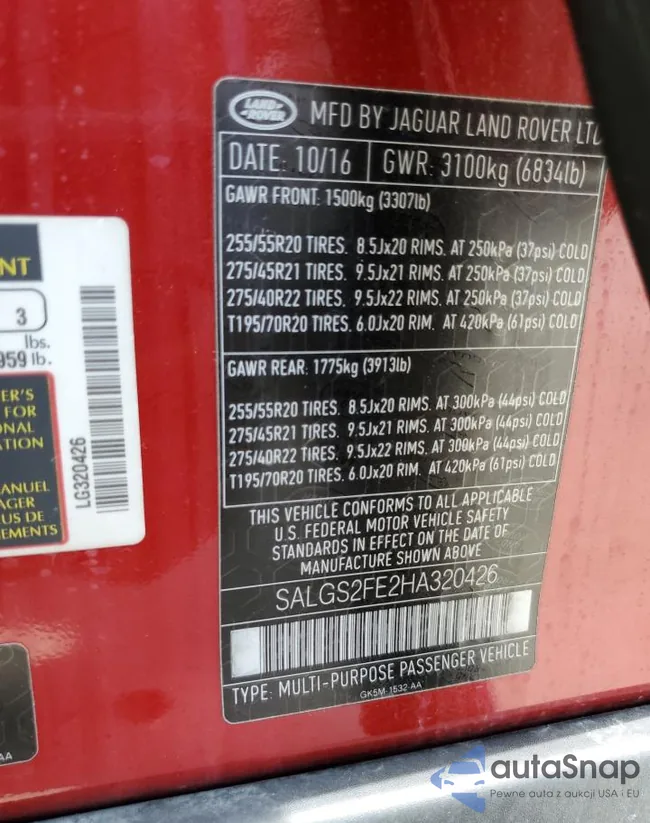 LAND ROVER
MFD BY JAGUAR LAND ROVER LTD
DATE: 10/16
GWR: 3100kg (6834lb)
GAWR FRONT: 1500kg (3307lb)
255/55R20 TIRES. 8.5Jx20 RIMS. AT 250kPa (37psi) COLD
275/45R21 TIRES. 9.5Jx21 RIMS. AT 250kPa (37psi) COLD
275/40R22 TIRES. 9.5Jx22 RIMS. AT 250kPa (37psi) COLD
T195/70R20 TIRES. 6.0Jx20 RIM. AT 420kPa (61psi) COLD
GAWR REAR: 1775kg (3913lb)
255/55R20 TIRES. 8.5Jx20 RIMS. AT 300kPa (44psi) COLD
275/45R21 TIRES. 9.5Jx21 RIMS. AT 300kPa (44psi) COLD
275/40R22 TIRES. 9.5Jx22 RIMS. AT 300kPa (44psi) COLD
T195/70R20 TIRES. 6.0Jx20 RIM. AT 420kPa (61psi) COLD
THIS VEHICLE CONFORMS TO ALL APPLICABLE
U.S. FEDERAL MOTOR VEHICLE SAFETY
STANDARDS IN EFFECT ON THE DATE OF
MANUFACTURE SHOWN ABOVE
SALGS2FE2HA320426
TYPE: MULTI-PURPOSE PASSENGER VEHICLE
GK5M-1532-AA
NT
3
lbs.
959 lb.
ER'S
FOR
NAL
ATION
ANUEL
AGER
US DE
EMENTS
LG320426
AA
autaSnap
Pewne auta z aukcji USA i EU